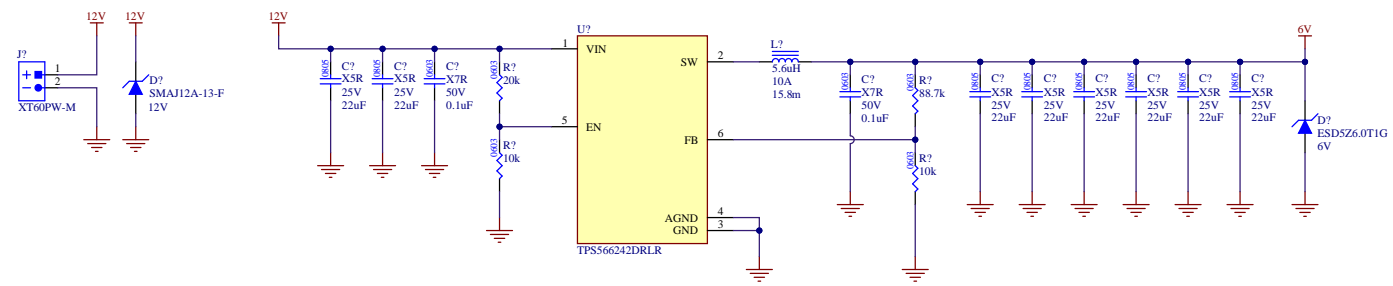 12V
12V
J?
1
2
XT60PW-M
D?
SMAJ12A-13-F
12V
12V
0805
C?
X5R
25V
22uF
0805
C?
X5R
25V
22uF
0603
C?
X7R
50V
0.1uF
0603
R?
20k
0603
R?
10k
U?
1
VIN
5
EN
SW
2
FB
6
AGND
4
GND
3
TPS566242DRLR
L?
5.6uH
10A
15.8m
0603
C?
X7R
50V
0.1uF
0603
R?
88.7k
0603
R?
10k
0805
C?
X5R
25V
22uF
0805
C?
X5R
25V
22uF
0805
C?
X5R
25V
22uF
0805
C?
X5R
25V
22uF
0805
C?
X5R
25V
22uF
0805
C?
X5R
25V
22uF
6V
D?
ESD5Z6.0T1G
6V